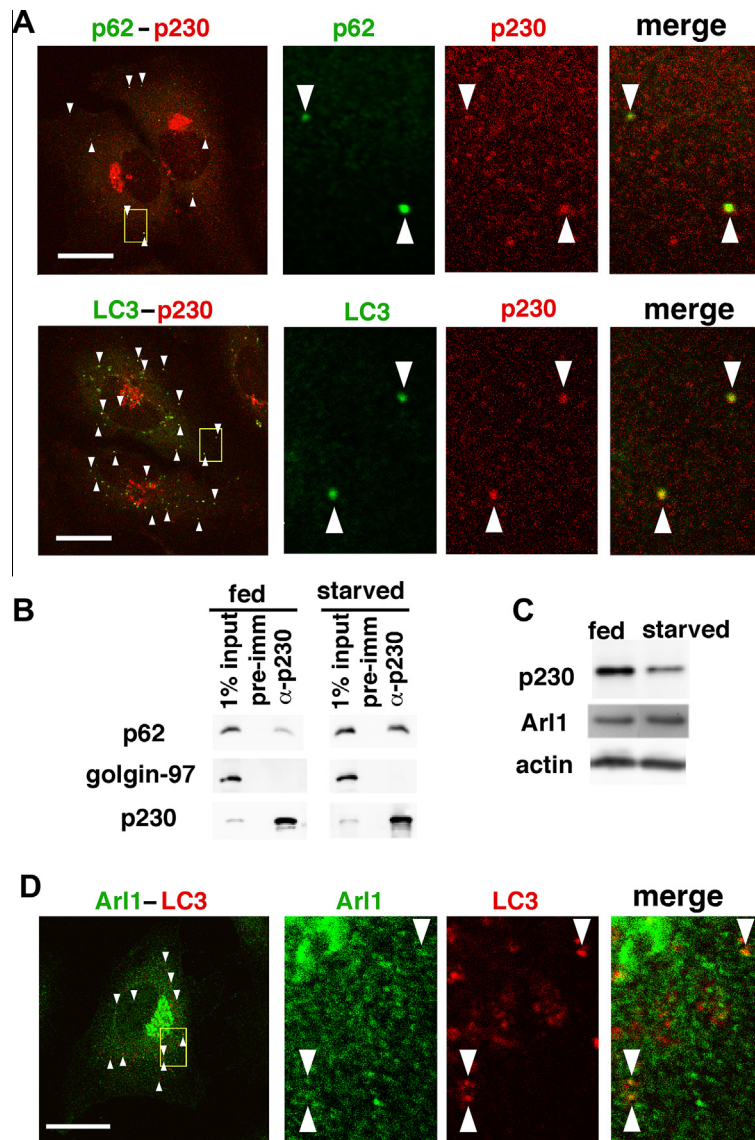 A
p62–p230
p62
p230
merge
LC3–p230
LC3
p230
merge
B
fed
starved
1% input
pre-imm
α-p230
1% input
pre-imm
α-p230
p62
golgin-97
p230
C
fed
starved
p230
Arl1
actin
D
Arl1–LC3
Arl1
LC3
merge